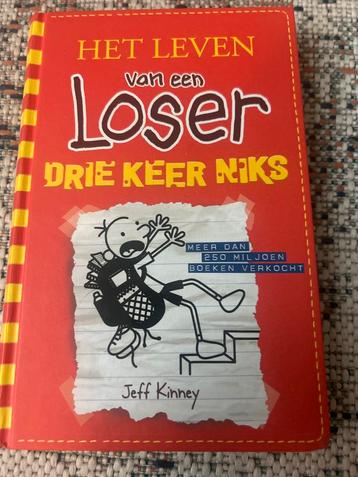 HET LEVEN
van een
Loser
DRIE KEER NIKS
MEER DAN
250 MILJOEN
BOEKEN VERKOCHT
Jeff Kinney